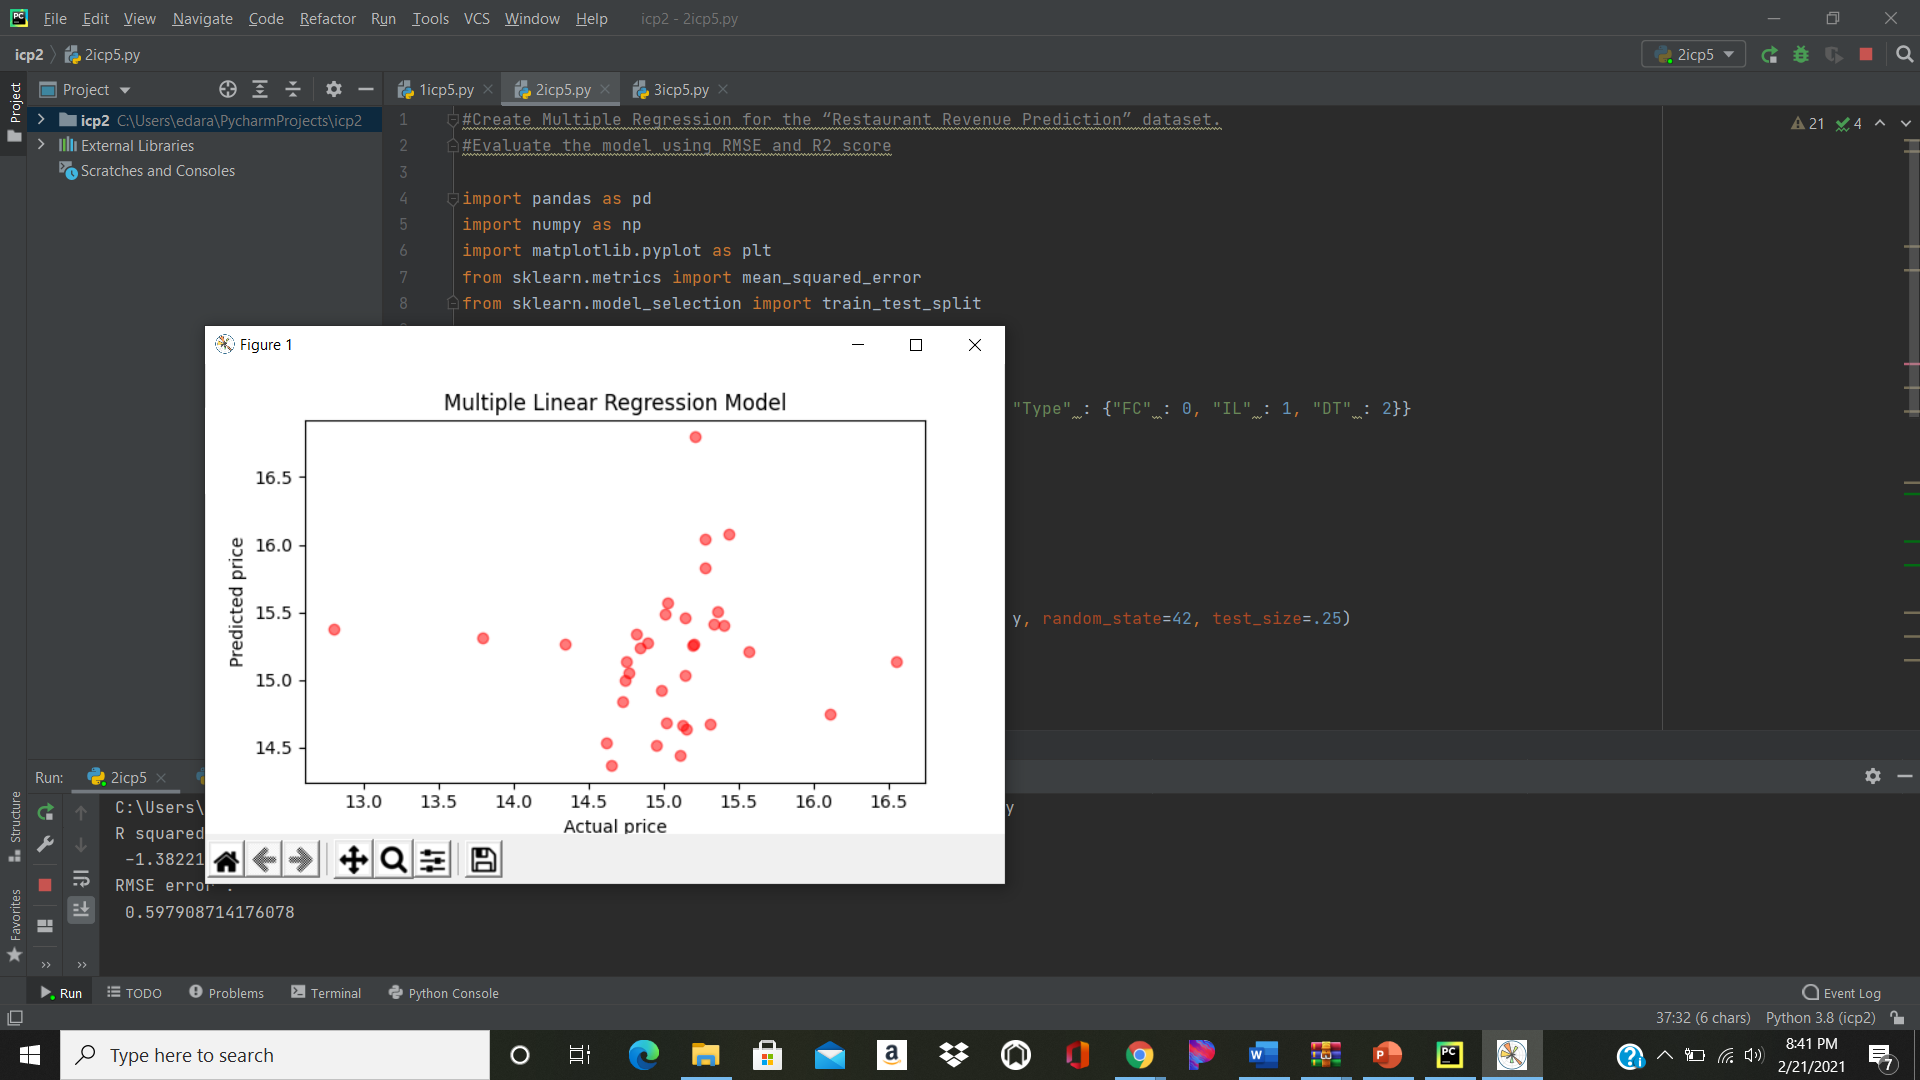 File Edit View Navigate Code Refactor Run Tools VCS Window Help icp2 - 2icp5.py
icp2 2icp5.py 2icp5
Project
Project 1icp5.py 2icp5.py 3icp5.py
icp2 C:\Users\edara\PycharmProjects\icp2
External Libraries
Scratches and Consoles
21 4
1 #Create Multiple Regression for the “Restaurant Revenue Prediction” dataset.
2 #Evaluate the model using RMSE and R2 score
3
4 import pandas as pd
5 import numpy as np
6 import matplotlib.pyplot as plt
7 from sklearn.metrics import mean_squared_error
8 from sklearn.model_selection import train_test_split
"Type" : {"FC" : 0, "IL" : 1, "DT" : 2}}
y, random_state=42, test_size=.25)
Figure 1
Multiple Linear Regression Model
Predicted price
16.5
16.0
15.5
15.0
14.5
13.0 13.5 14.0 14.5 15.0 15.5 16.0 16.5
Actual price
Run: 2icp5
C:\Users\ y
R squared
-1.38221
RMSE error :
0.597908714176078
Structure
Favorites
Run TODO Problems Terminal Python Console Event Log
37:32 (6 chars) Python 3.8 (icp2)
Type here to search
8:41 PM
2/21/2021
7